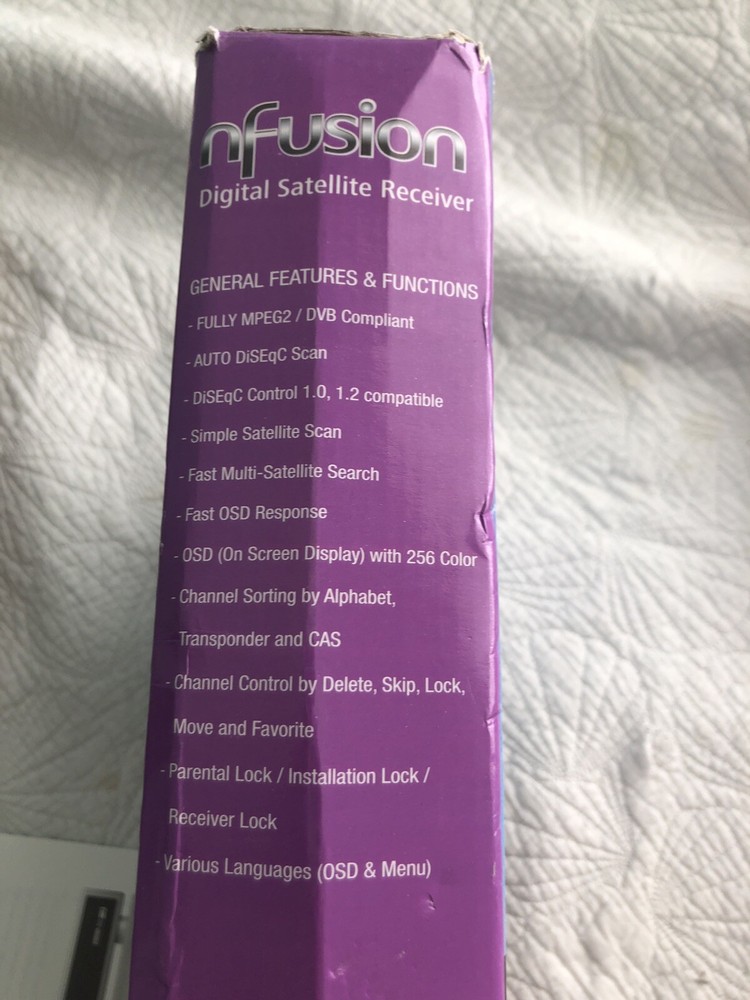 nfusion
Digital Satellite Receiver
GENERAL FEATURES & FUNCTIONS
- FULLY MPEG2 / DVB Compliant
- AUTO DiSEqC Scan
- DiSEqC Control 1.0, 1.2 compatible
- Simple Satellite Scan
- Fast Multi-Satellite Search
- Fast OSD Response
- OSD (On Screen Display) with 256 Color
- Channel Sorting by Alphabet,
Transponder and CAS
- Channel Control by Delete, Skip, Lock,
Move and Favorite
- Parental Lock / Installation Lock /
Receiver Lock
- Various Languages (OSD & Menu)